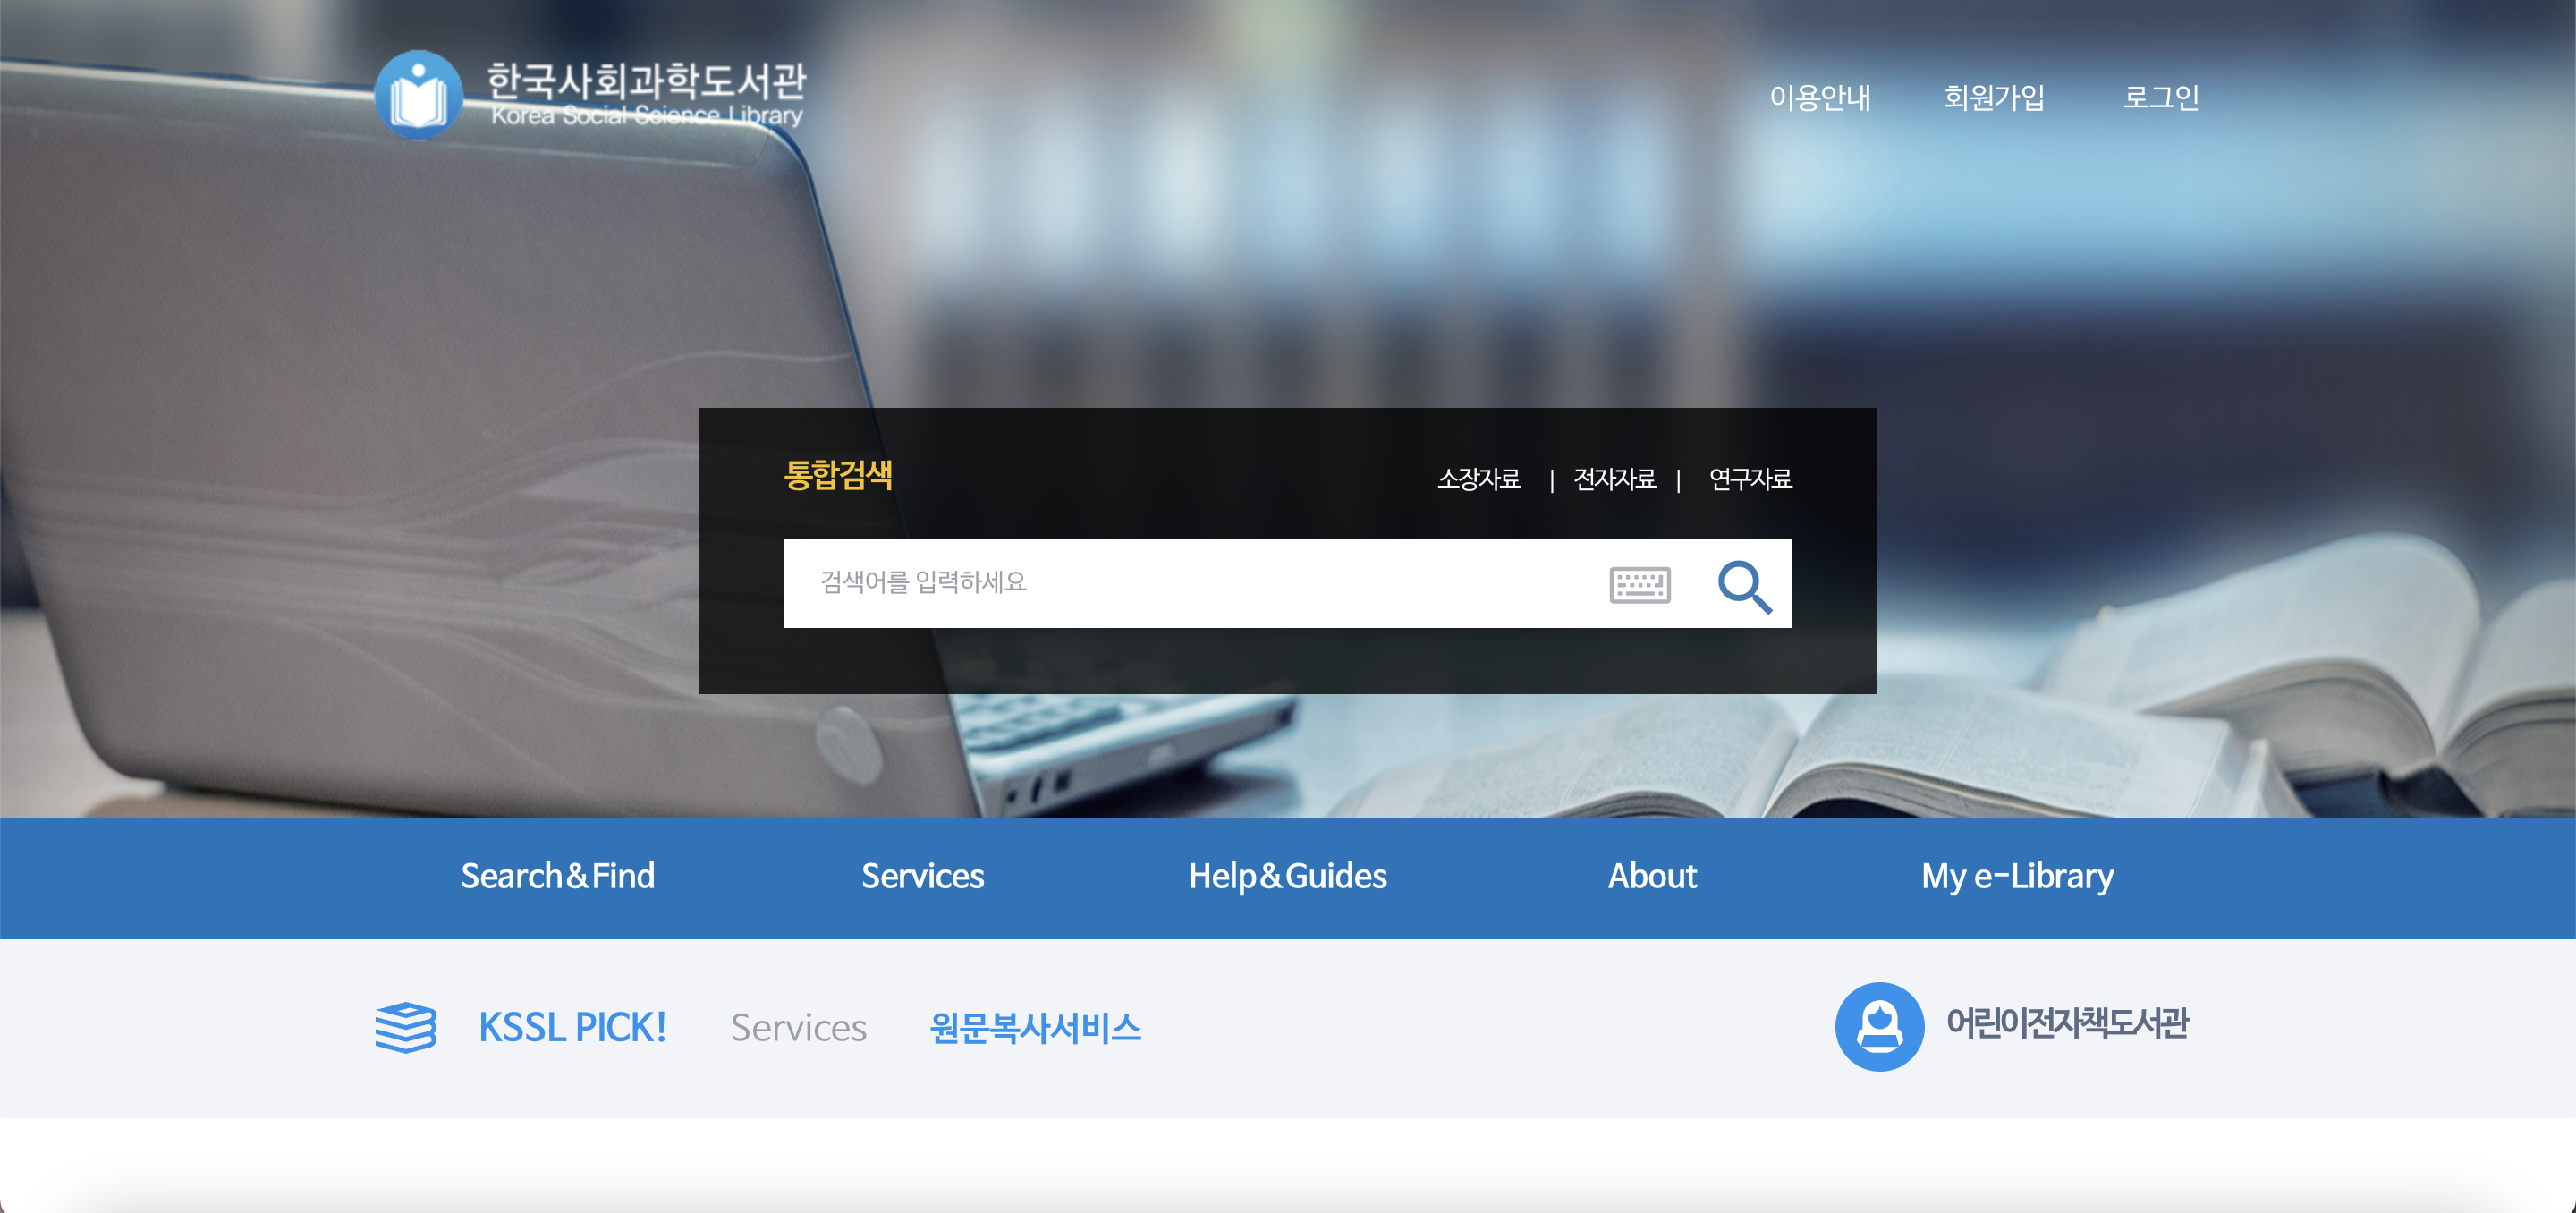 한국사회과학도서관
Korea Social Science Library
이용안내 회원가입 로그인
통합검색
소장자료 | 전자자료 | 연구자료
검색어를 입력하세요
Search & Find Services Help & Guides About My e-Library
KSSL PICK! Services 원문복사서비스
어린이전자책도서관